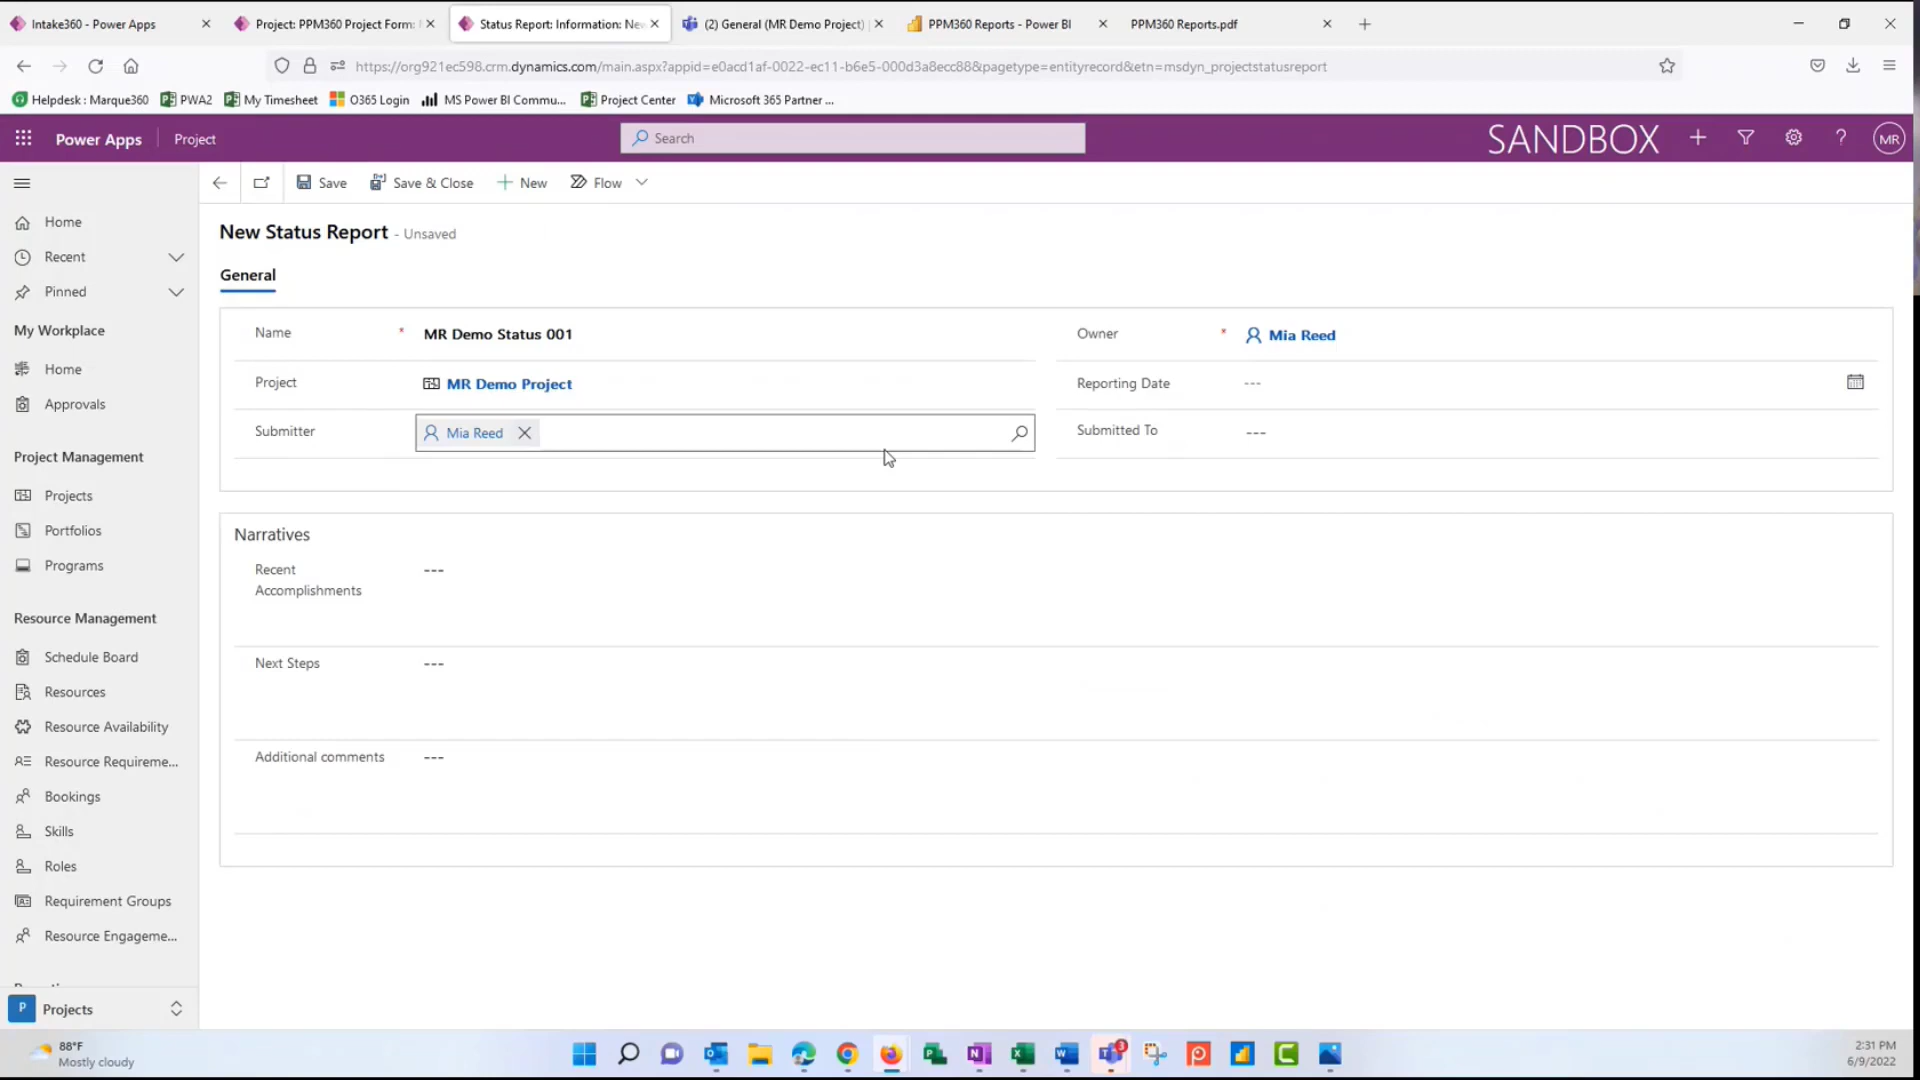 Intake360 - Power Apps
Project: PPM360 Project Form:
Status Report: Information: Ne
(2) General (MR Demo Project) |
PPM360 Reports - Power BI
PPM360 Reports.pdf
https://org921ec598.crm.dynamics.com/main.aspx?appid=e0acd1af-0022-ec11-b6e5-000d3a8ecc88&pagetype=entityrecord&etn=msdyn_projectstatusreport
Helpdesk : Marque360
PWA2
My Timesheet
O365 Login
MS Power BI Commu...
Project Center
Microsoft 365 Partner ...
Power Apps
Project
Search
SANDBOX
MR
Save
Save & Close
New
Flow
New Status Report - Unsaved
General
Name * MR Demo Status 001
Owner * Mia Reed
Project MR Demo Project
Reporting Date ---
Submitter Mia Reed
Submitted To ---
Narratives
Recent
Accomplishments ---
Next Steps ---
Additional comments ---
Home
Recent
Pinned
My Workplace
Home
Approvals
Project Management
Projects
Portfolios
Programs
Resource Management
Schedule Board
Resources
Resource Availability
Resource Requireme...
Bookings
Skills
Roles
Requirement Groups
Resource Engageme...
P Projects
88°F
Mostly cloudy
3
2:31 PM
6/9/2022